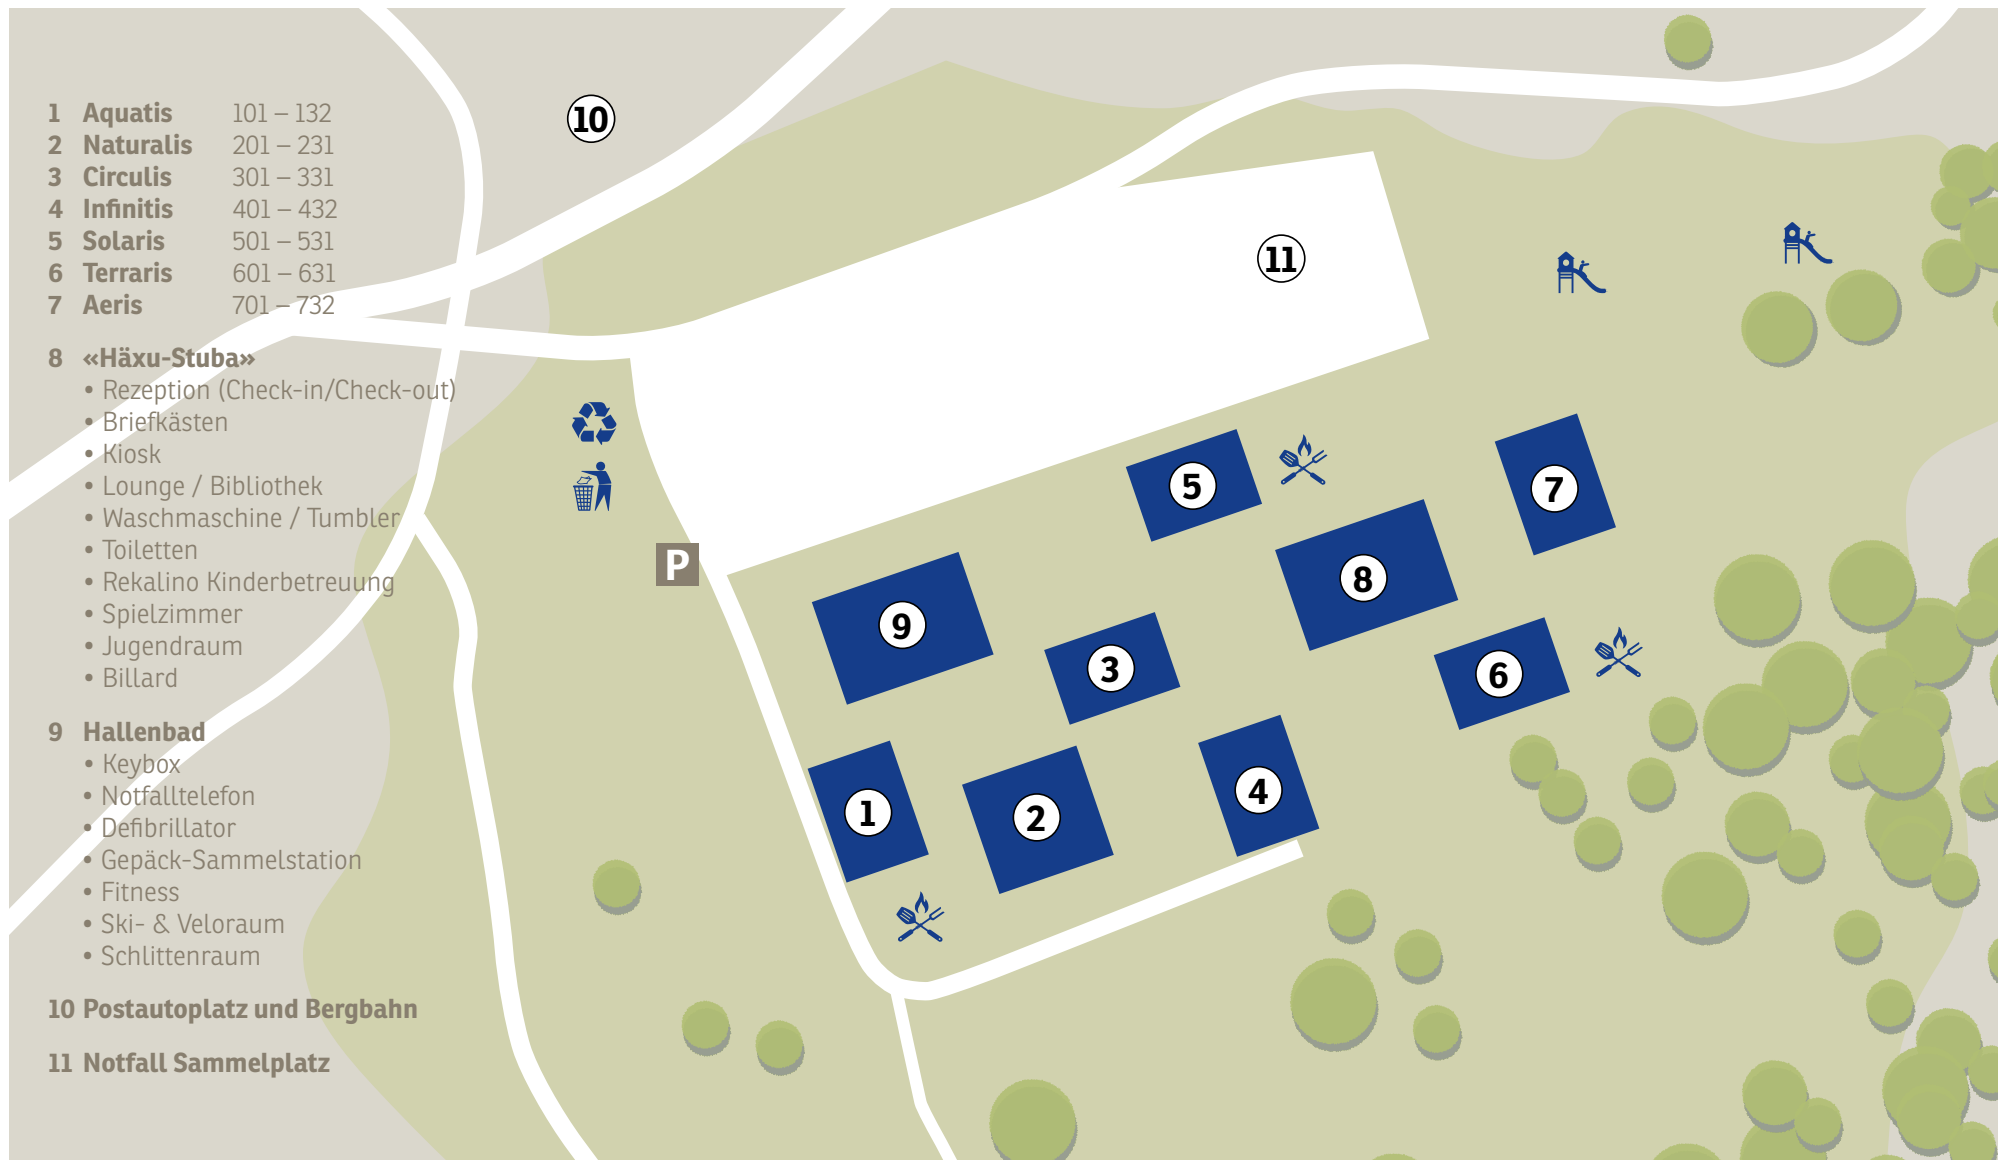 1 Aquatis 101 – 132
2 Naturalis 201 – 231
3 Circulis 301 – 331
4 Infinitis 401 – 432
5 Solaris 501 – 531
6 Terraris 601 – 631
7 Aeris 701 – 732
8 «Häxu-Stuba»
• Rezeption (Check-in/Check-out)
• Briefkästen
• Kiosk
• Lounge / Bibliothek
• Waschmaschine / Tumbler
• Toiletten
• Rekalino Kinderbetreuung
• Spielzimmer
• Jugendraum
• Billard
9 Hallenbad
• Keybox
• Notfalltelefon
• Defibrillator
• Gepäck-Sammelstation
• Fitness
• Ski- & Veloraum
• Schlittenraum
10 Postautoplatz und Bergbahn
11 Notfall Sammelplatz
10
11
5
7
P
8
9
3
6
4
1
2